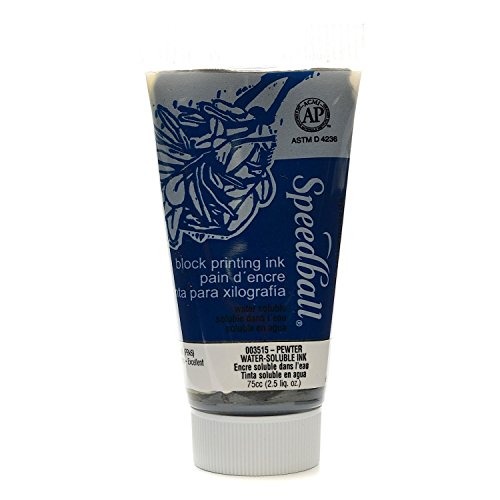 ACMI
AP
ASTM D 4236
Speedball®
block printing ink
pain d'encre
nta para xilografía
water soluble
soluble dans l'eau
soluble en agua
Excellent
003515 – PEWTER
WATER-SOLUBLE INK
Encre soluble dans l'eau
Tinta soluble en agua
75cc (2.5 liq. oz.)